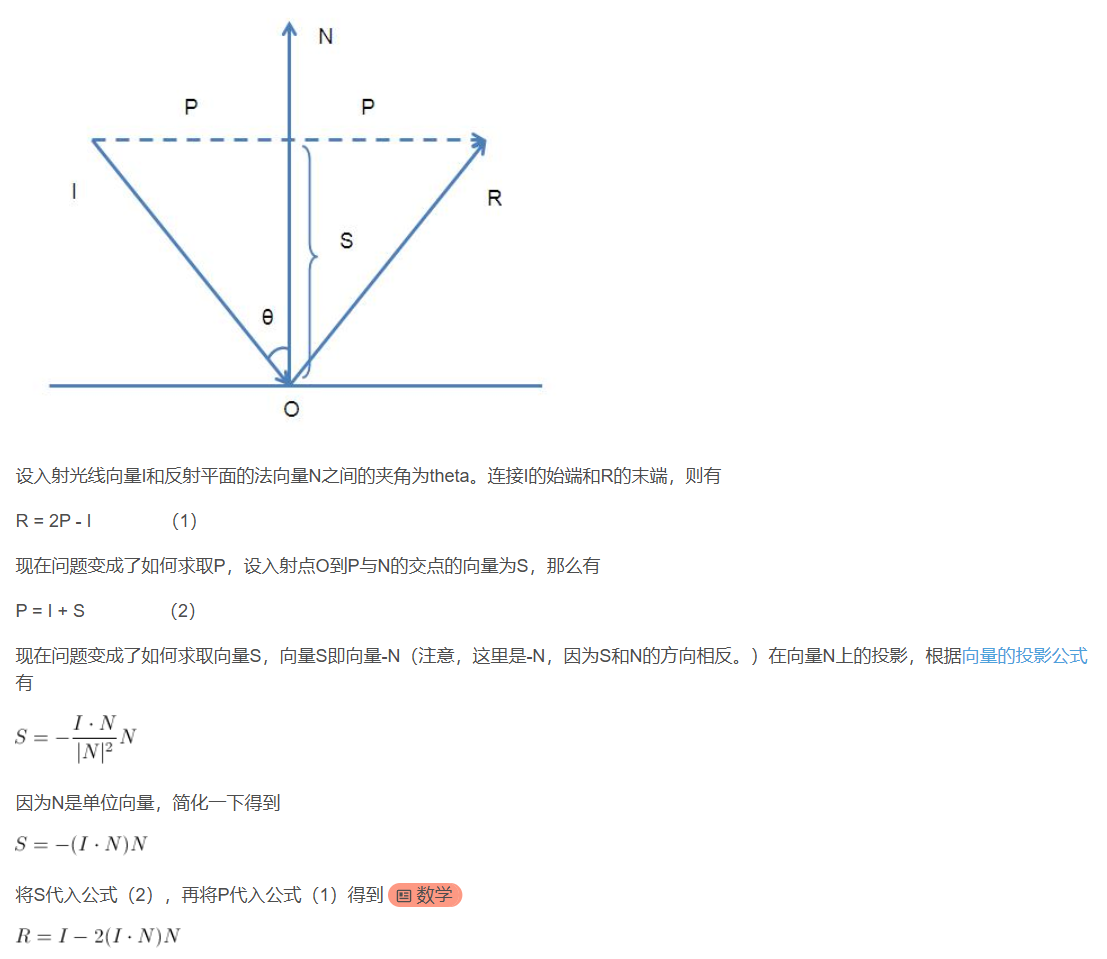 N
P P
I
R
S
θ
O
设入射光线向量I和反射平面的法向量N之间的夹角为theta。连接I的始端和R的末端，则有
R = 2P - I （1）
现在问题变成了如何求取P，设入射点O到P与N的交点的向量为S，那么有
P = I + S （2）
现在问题变成了如何求取向量S，向量S即向量-N（注意，这里是-N，因为S和N的方向相反。）在向量N上的投影，根据向量的投影公式
有
S = -\frac{I · N}{|N|²} N
因为N是单位向量，简化一下得到
S = −(I · N)N
将S代入公式（2），再将P代入公式（1）得到 数学
R = I − 2(I · N)N